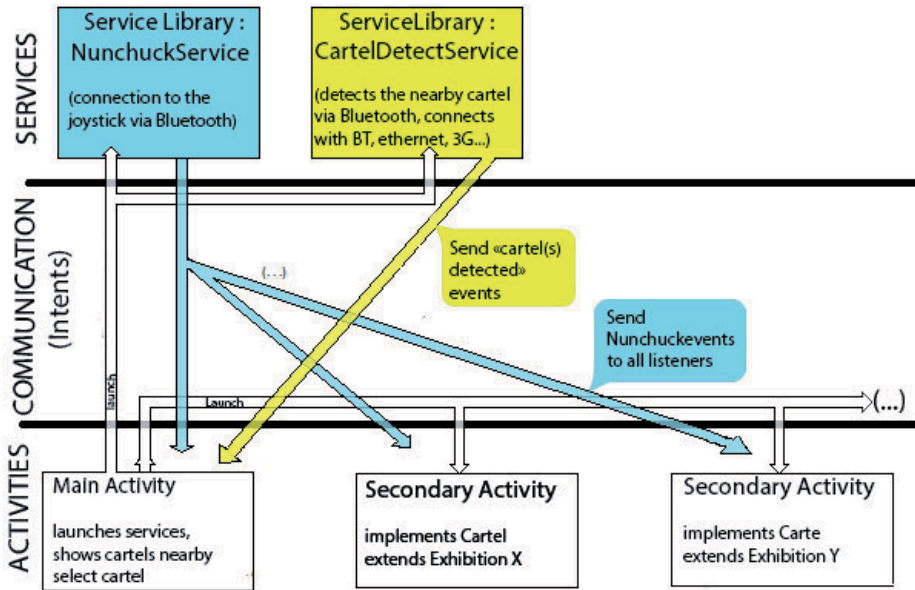 SERVICES
Service Library :
NunchuckService
(connection to the
joystick via Bluetooth)
ServiceLibrary :
CartelDetectService
(detects the nearby cartel
via Bluetooth, connects
with BT, ethernet, 3G...)
COMMUNICATION
(Intents)
(...)
Send «cartel(s)
detected»
events
Send
Nunchuckevents
to all listeners
launch
Launch
(...)
ACTIVITIES
Main Activity
launches services,
shows cartels nearby
select cartel
Secondary Activity
implements Cartel
extends Exhibition X
Secondary Activity
implements Carte
extends Exhibition Y